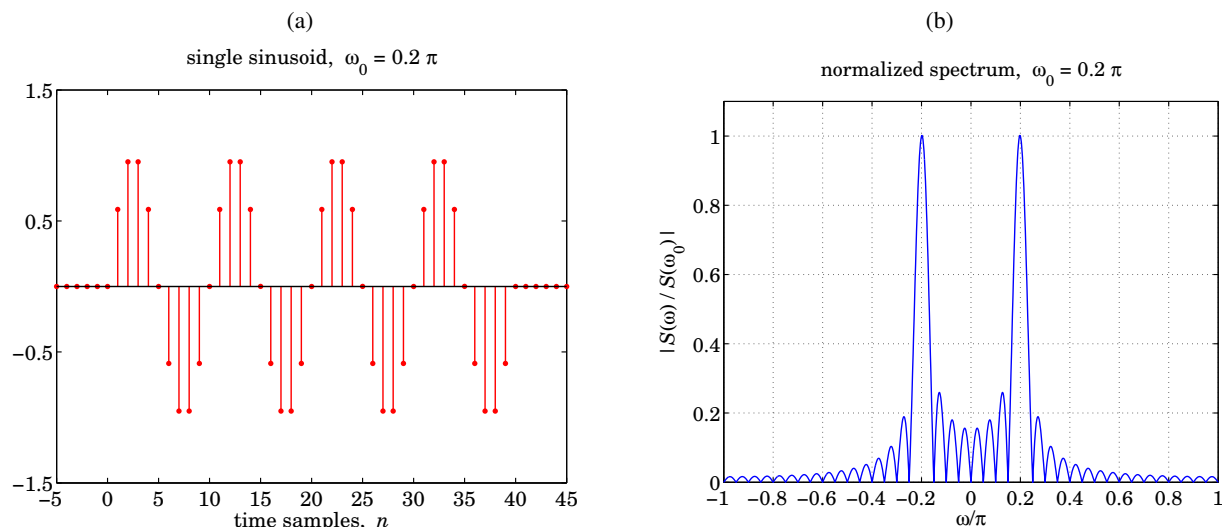 (a)
single sinusoid, ω0 = 0.2 π
1.5
0.5
−0.5
−1.5
−5 0 5 10 15 20 25 30 35 40 45
time samples, n
(b)
normalized spectrum, ω0 = 0.2 π
| S(ω) / S(ω0) |
1
0.8
0.6
0.4
0.2
0
−1 −0.8 −0.6 −0.4 −0.2 0 0.2 0.4 0.6 0.8 1
ω/π